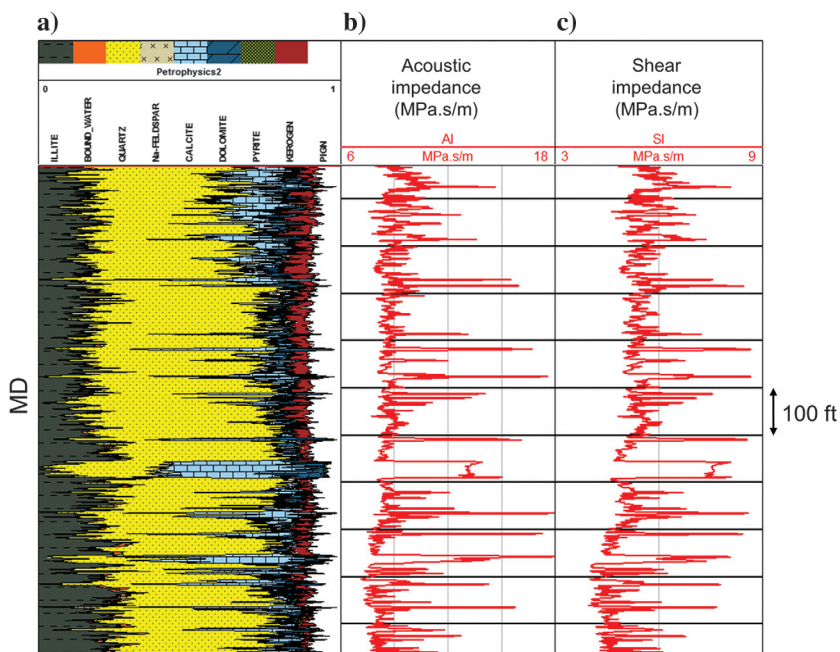 a)
b)
c)
Petrophysics2
0 1
ILLITE
BOUND_WATER
QUARTZ
Na-FELDSPAR
CALCITE
DOLOMITE
PYRITE
KEROGEN
PIGN
Acoustic
impedance
(MPa.s/m)
AI
6 MPa.s/m 18
Shear
impedance
(MPa.s/m)
SI
3 MPa.s/m 9
MD
100 ft